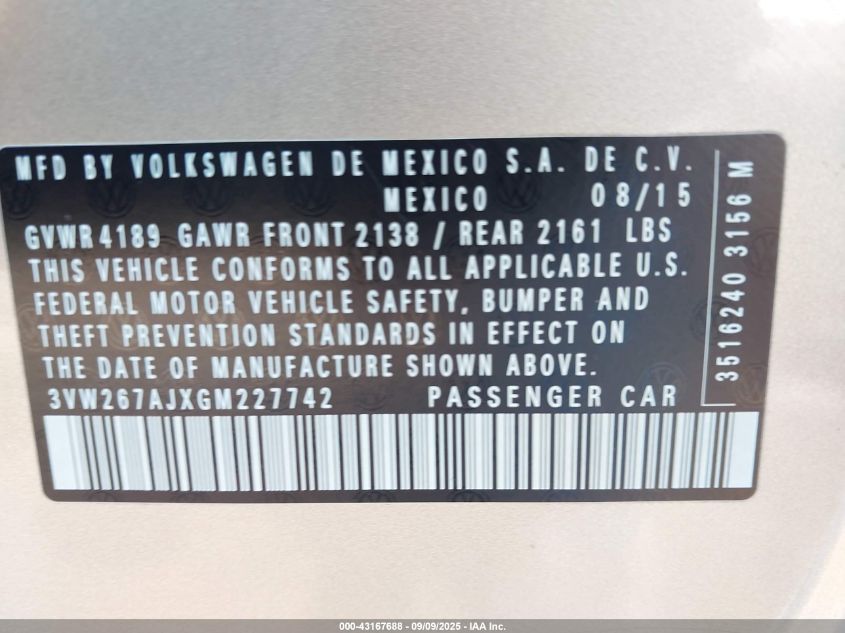 MFD BY VOLKSWAGEN DE MEXICO S.A. DE C.V.
MEXICO 08/15
GVWR 4189 GAWR FRONT 2138 / REAR 2161 LBS
THIS VEHICLE CONFORMS TO ALL APPLICABLE U.S.
FEDERAL MOTOR VEHICLE SAFETY, BUMPER AND
THEFT PREVENTION STANDARDS IN EFFECT ON
THE DATE OF MANUFACTURE SHOWN ABOVE.
3VW267AJXGM227742 PASSENGER CAR
3516240 3156 M
000-43167688 - 09/09/2025 - IAA Inc.